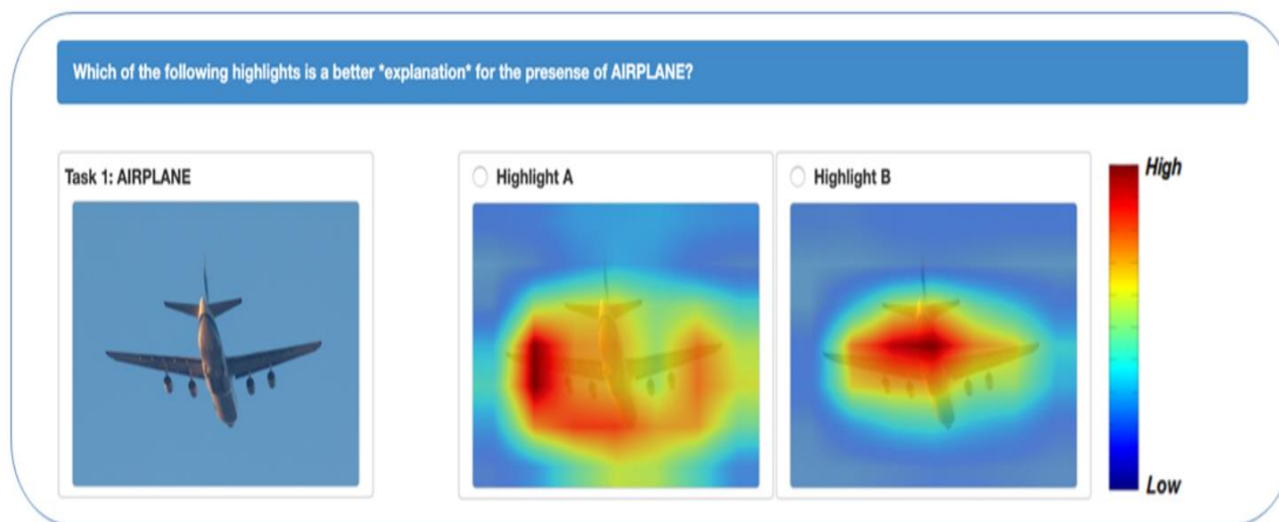 Which of the following highlights is a better *explanation* for the presense of AIRPLANE?
Task 1: AIRPLANE
Highlight A
Highlight B
High
Low